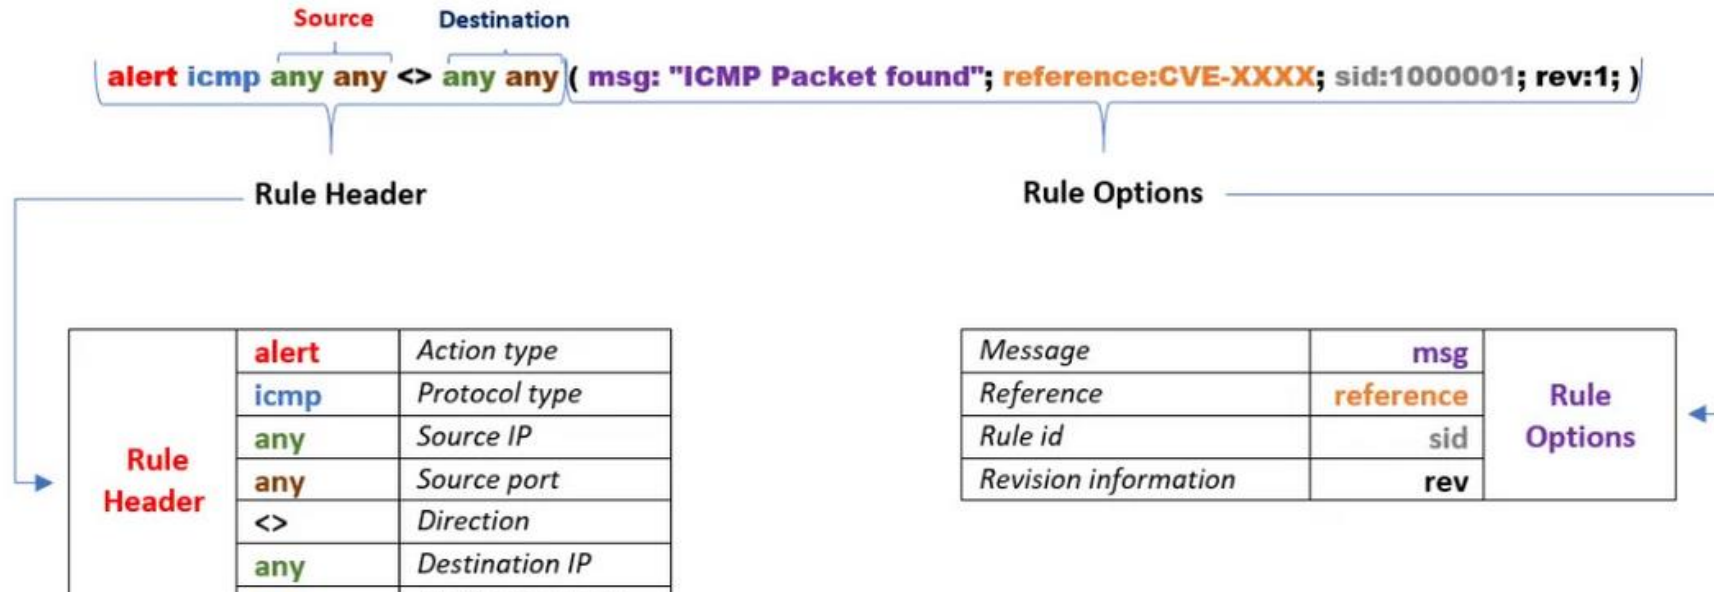 Source Destination
alert icmp any any <> any any ( msg: "ICMP Packet found"; reference:CVE-XXXX; sid:1000001; rev:1; )
Rule Header
Rule Options
Rule Header
alert Action type
icmp Protocol type
any Source IP
any Source port
<> Direction
any Destination IP
Message msg
Reference reference
Rule id sid
Revision information rev
Rule
Options